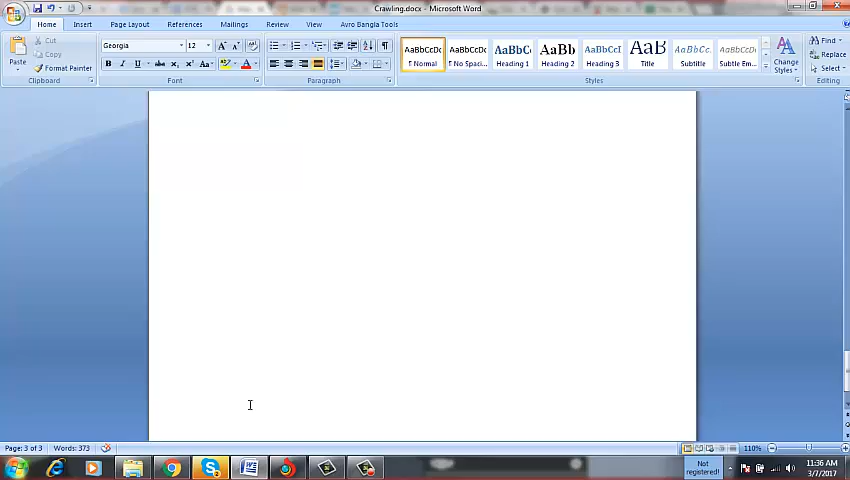 Crawling.docx - Microsoft Word
Home Insert Page Layout References Mailings Review View Avro Bangla Tools
Paste
Cut
Copy
Format Painter
Clipboard
Georgia 12
Font
Paragraph
AaBbCcDc AaBbCcDc AaBbCc AaBb AaBbCcI AaB AaBbCc. AaBbCcDc
¶ Normal ¶ No Spaci... Heading 1 Heading 2 Heading 3 Title Subtitle Subtle Em...
Change Styles
Styles
Find
Replace
Select
Editing
Page: 3 of 3 Words: 373 110%
Not registered!
11:36 AM
3/7/2017